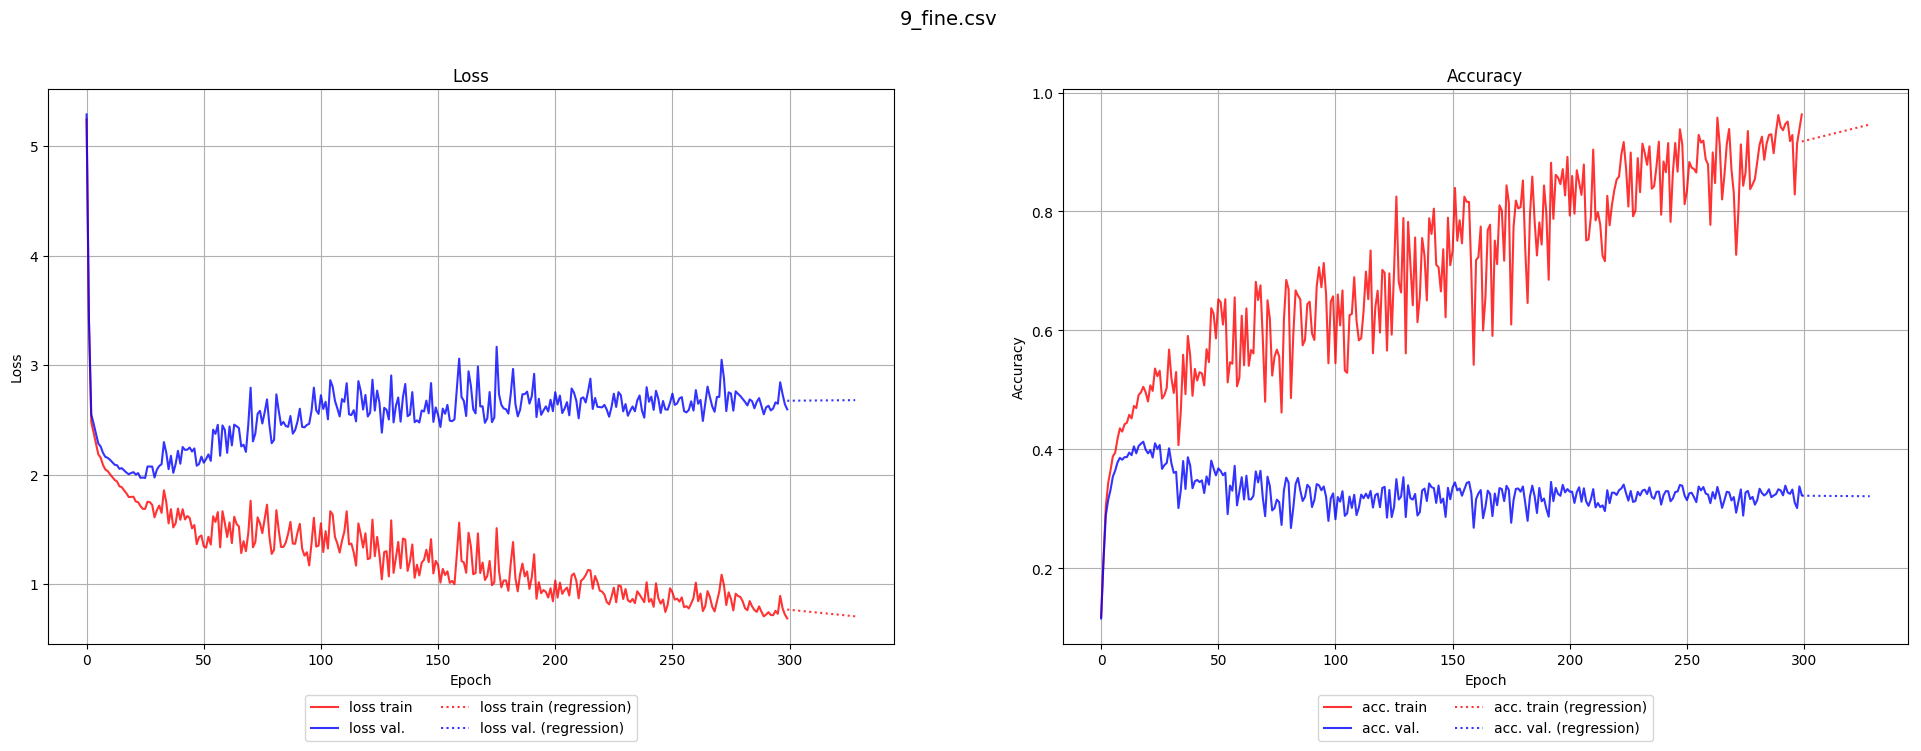 9_fine.csv
Loss
Loss
5
4
3
2
1
0 50 100 150 200 250 300
Epoch
loss train
loss val.
loss train (regression)
loss val. (regression)
Accuracy
Accuracy
1.0
0.8
0.6
0.4
0.2
0 50 100 150 200 250 300
Epoch
acc. train
acc. val.
acc. train (regression)
acc. val. (regression)